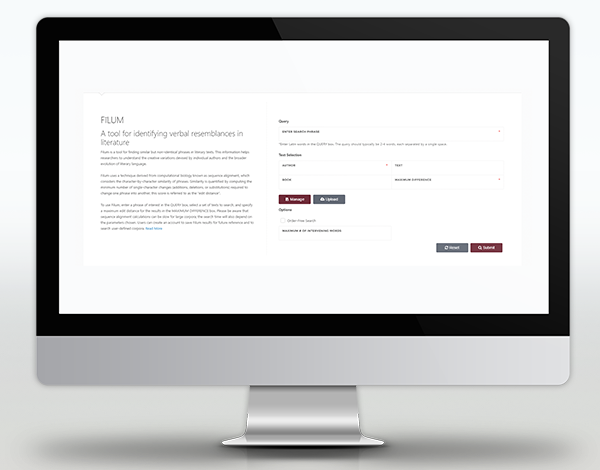 FILUM
A tool for identifying verbal resemblances in
literature
Filum is a tool for finding similar but non-identical phrases in literary texts. This information helps
researchers to understand the creative variations devised by individual authors and the broader
evolution of literary language.
Filum uses a technique derived from computational biology known as sequence alignment, which
considers the character-by-character similarity of phrases. Similarity is quantified by computing the
minimum number of single character changes (additions, deletions, or substitutions) required to
change one phrase into another; this score is referred to as the "edit distance".
To use Filum, enter a phrase of interest in the QUERY box, select a set of texts to search, and specify
a maximum edit distance for the results in the MAXIMUM DIFFERENCE box. Please be aware that
sequence alignment calculations can be slow for large corpora; the search time will also depend on
the parameters chosen. Users can create an account to save Filum results for future reference and to
search user-defined corpora. Read More
Query
ENTER SEARCH PHRASE
*Enter Latin words in the QUERY box. The query should typically be 2-4 words, each separated by a single space.
Text Selection
AUTHOR
TEXT
BOOK
MAXIMUM DIFFERENCE
Manage
Upload
Options
Order-Free Search
MAXIMUM # OF INTERVENING WORDS
Reset
Submit